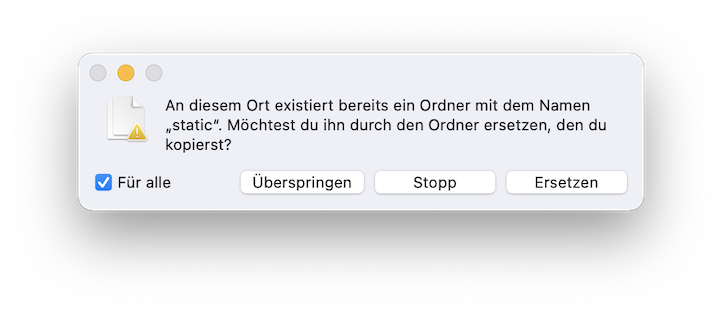 An diesem Ort existiert bereits ein Ordner mit dem Namen
„static“. Möchtest du ihn durch den Ordner ersetzen, den du
kopierst?
Für alle
Überspringen
Stopp
Ersetzen